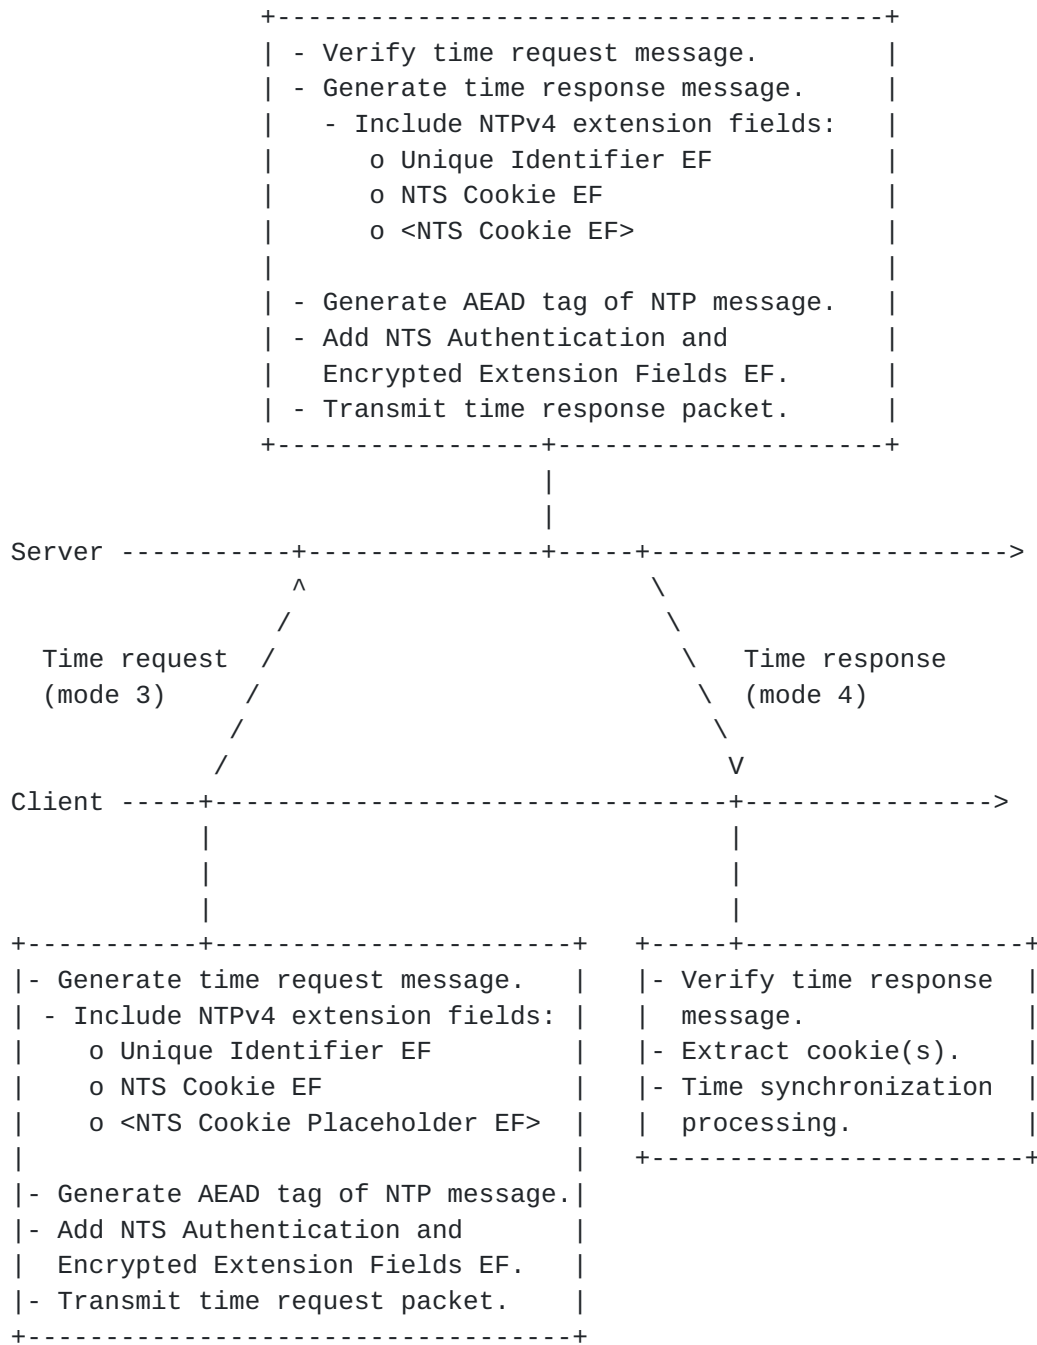 - Verify time request message.
- Generate time response message.
- Include NTPv4 extension fields:
o Unique Identifier EF
o NTS Cookie EF
o <NTS Cookie EF>
- Generate AEAD tag of NTP message.
- Add NTS Authentication and
Encrypted Extension Fields EF.
- Transmit time response packet.
Server
Time request
(mode 3)
Time response
(mode 4)
Client
- Generate time request message.
- Include NTPv4 extension fields:
o Unique Identifier EF
o NTS Cookie EF
o <NTS Cookie Placeholder EF>
- Generate AEAD tag of NTP message.
- Add NTS Authentication and
Encrypted Extension Fields EF.
- Transmit time request packet.
- Verify time response
message.
- Extract cookie(s).
- Time synchronization
processing.